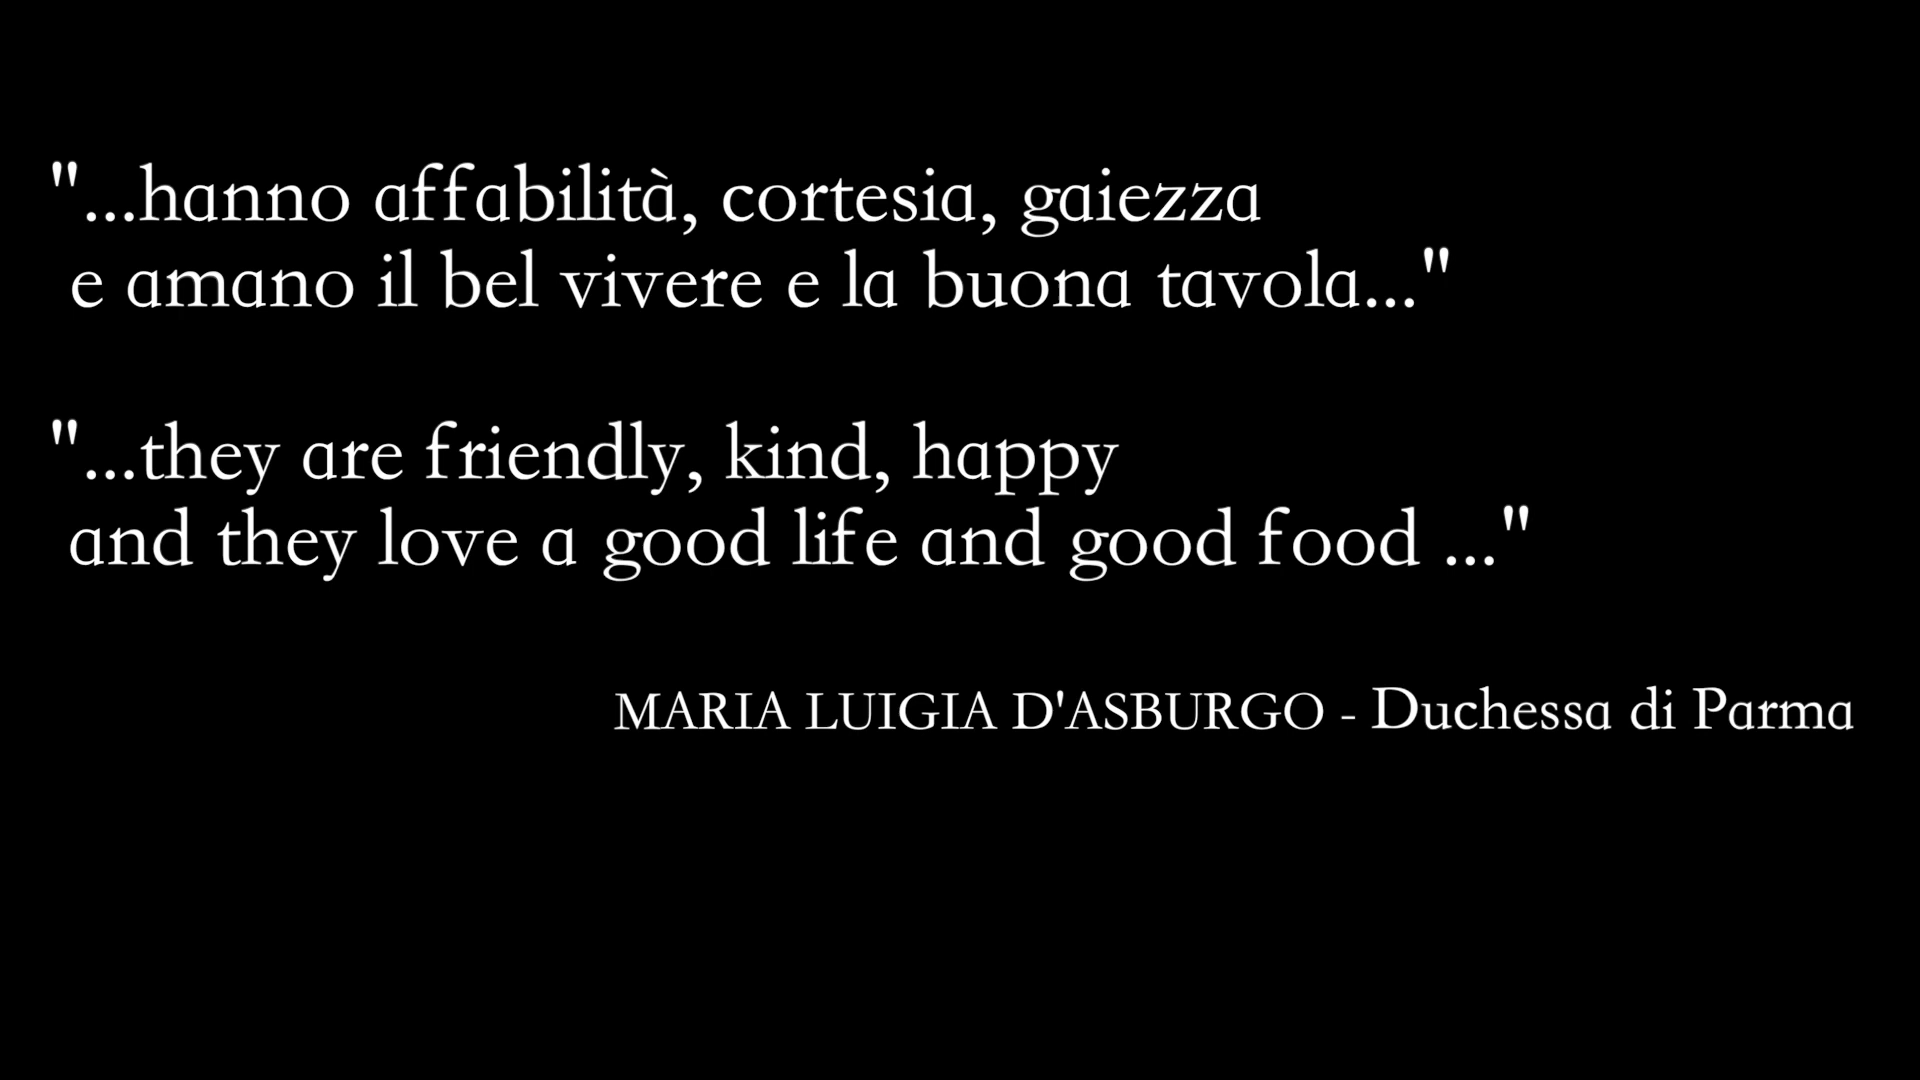 "...hanno affabilità, cortesia, gaiezza
e amano il bel vivere e la buona tavola..."
"...they are friendly, kind, happy
and they love a good life and good food ..."
MARIA LUIGIA D'ASBURGO - Duchessa di Parma